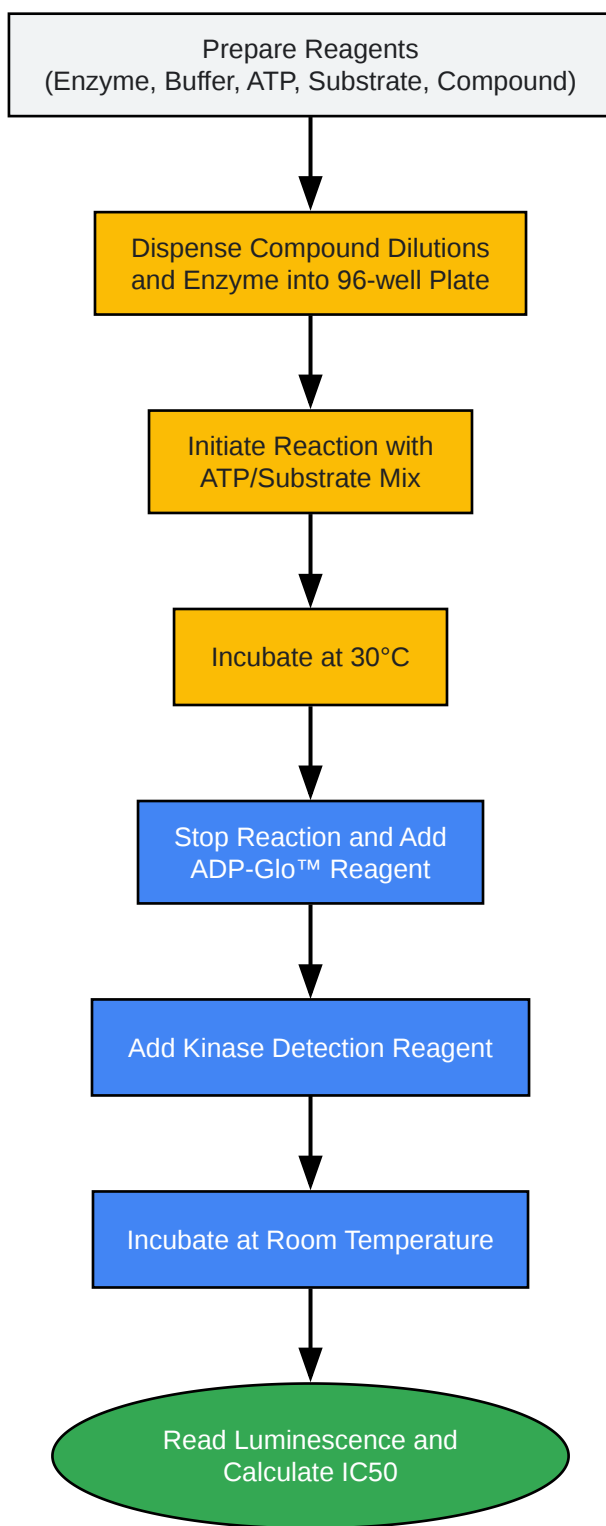 Prepare Reagents
(Enzyme, Buffer, ATP, Substrate, Compound)
Dispense Compound Dilutions
and Enzyme into 96-well Plate
Initiate Reaction with
ATP/Substrate Mix
Incubate at 30°C
Stop Reaction and Add
ADP-Glo™ Reagent
Add Kinase Detection Reagent
Incubate at Room Temperature
Read Luminescence and
Calculate IC50